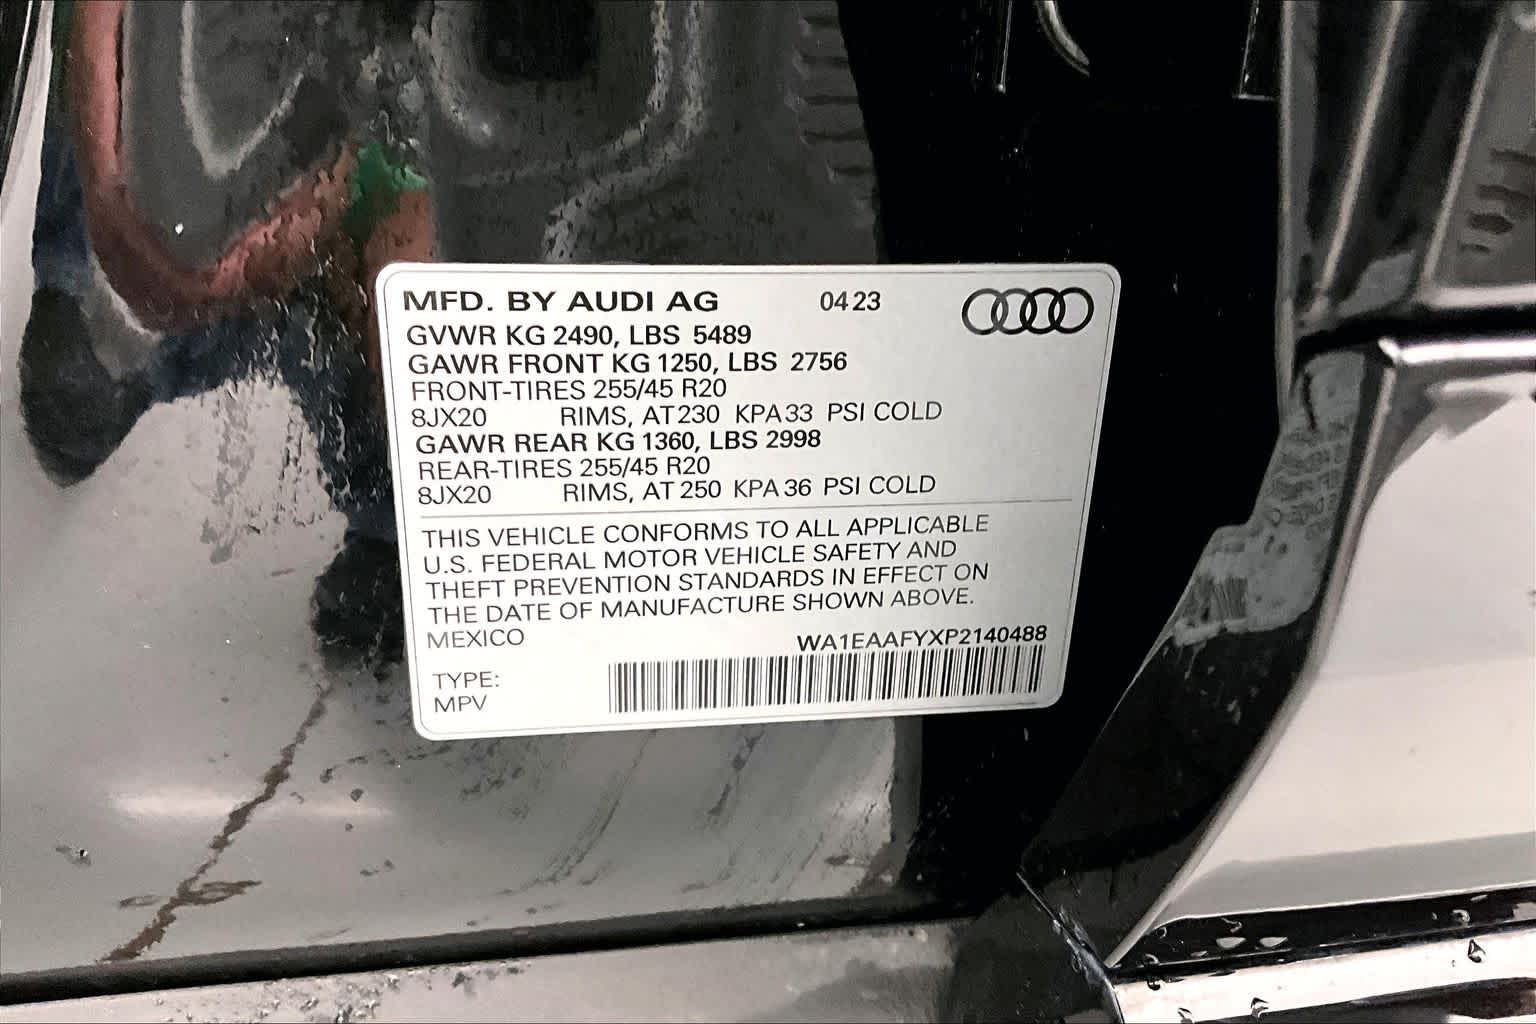 MFD. BY AUDI AG 04 23
GVWR KG 2490, LBS 5489
GAWR FRONT KG 1250, LBS 2756
FRONT-TIRES 255/45 R20
8JX20 RIMS, AT 230 KPA 33 PSI COLD
GAWR REAR KG 1360, LBS 2998
REAR-TIRES 255/45 R20
8JX20 RIMS, AT 250 KPA 36 PSI COLD
THIS VEHICLE CONFORMS TO ALL APPLICABLE
U.S. FEDERAL MOTOR VEHICLE SAFETY AND
THEFT PREVENTION STANDARDS IN EFFECT ON
THE DATE OF MANUFACTURE SHOWN ABOVE.
MEXICO WA1EAAFYXP2140488
TYPE:
MPV